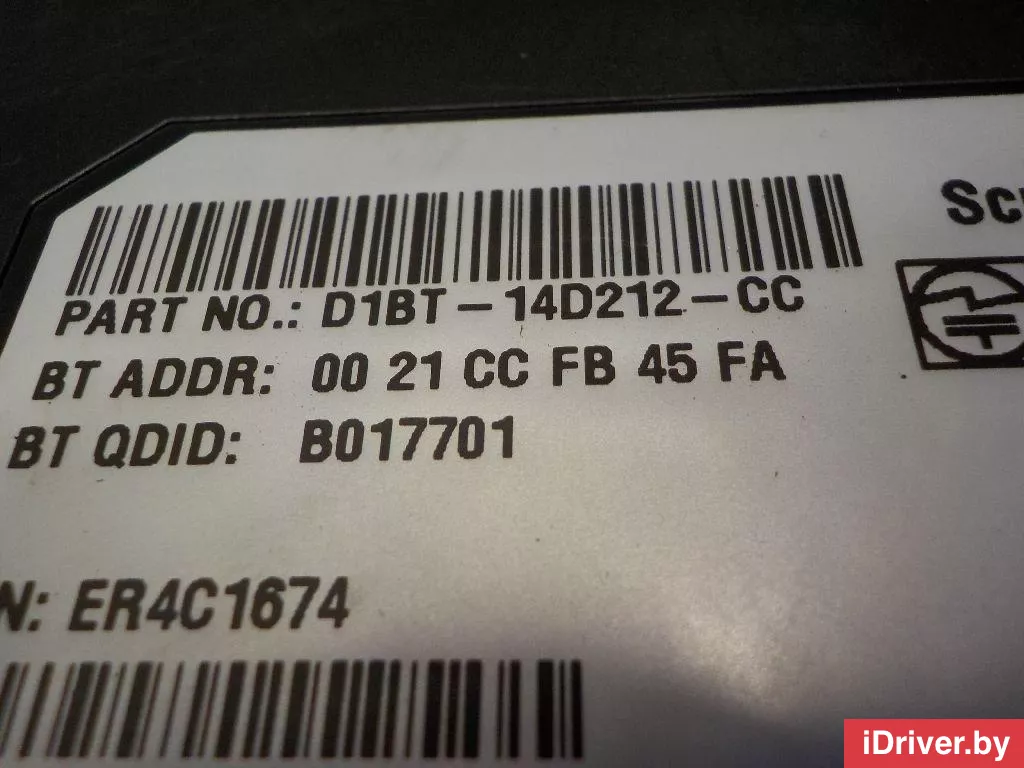 PART NO.: D1BT-14D212-CC
BT ADDR: 00 21 CC FB 45 FA
BT QDID: B017701
N: ER4C1674
iDriver.by